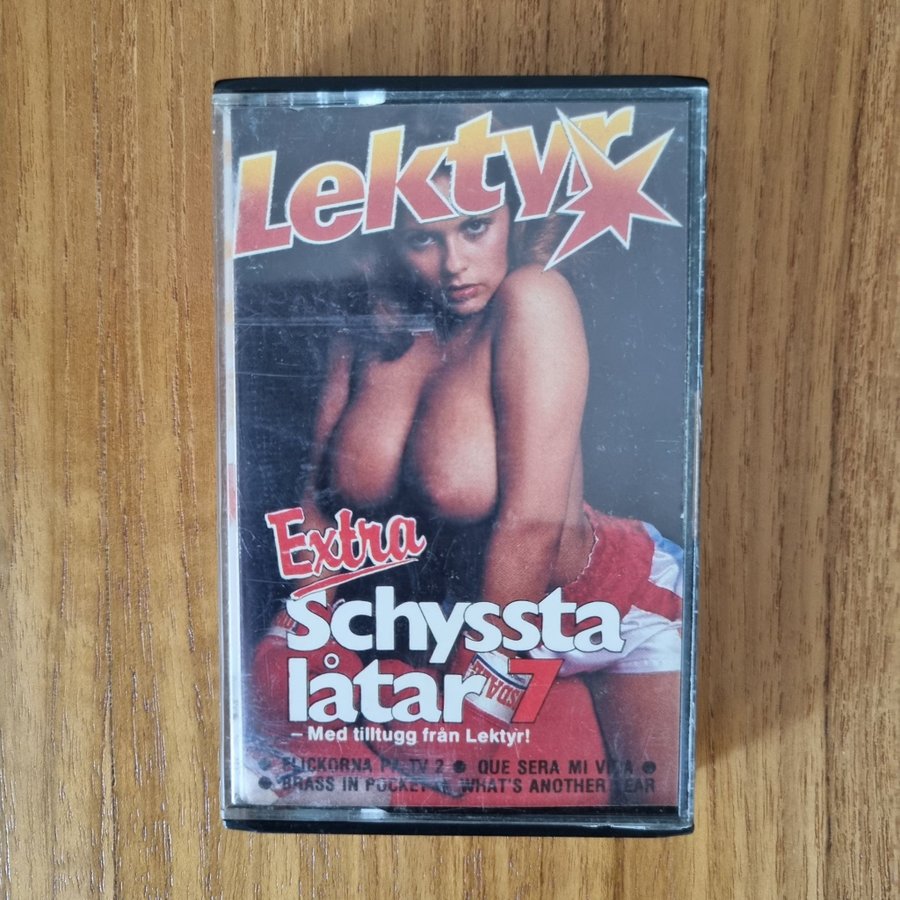 Lektyr
Extra
Schyssta
låtar 7
– Med tilltugg från Lektyr!
● FLICKORNA PÅ TV 2 ● QUE SERA MI VIDA ●
● BRASS IN POCKET ● WHAT'S ANOTHER YEAR